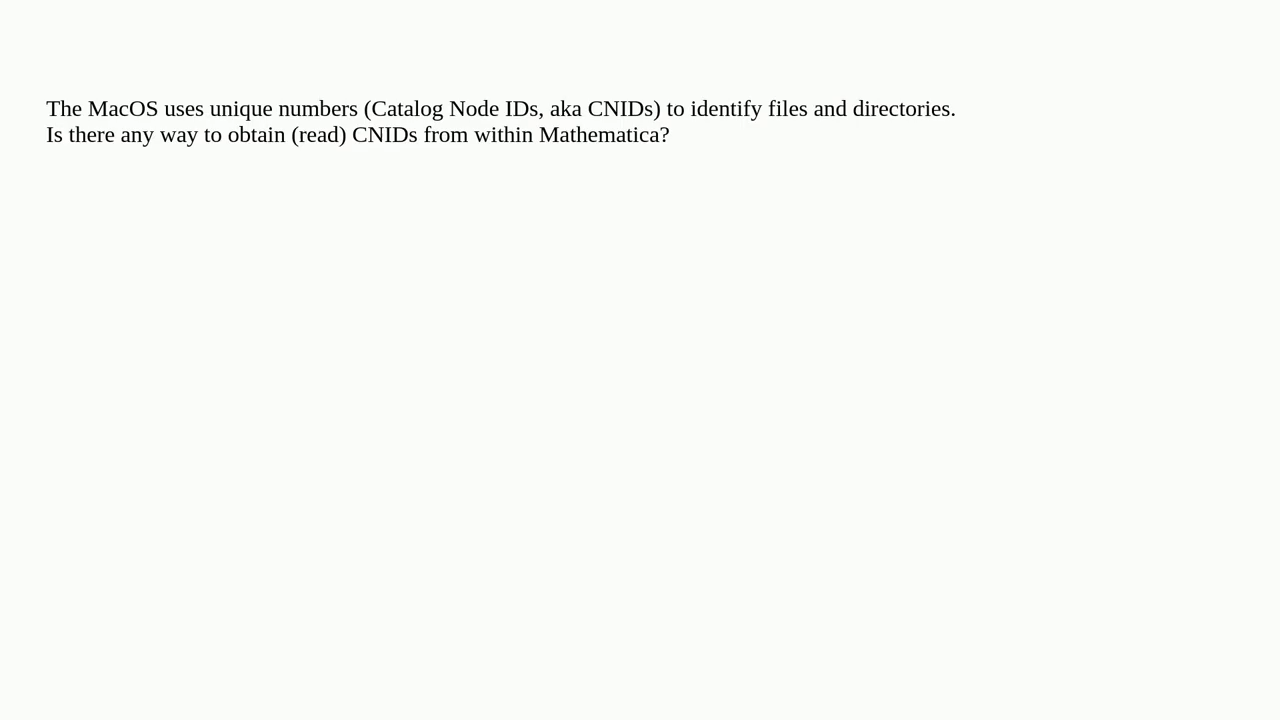 The MacOS uses unique numbers (Catalog Node IDs, aka CNIDs) to identify files and directories.
Is there any way to obtain (read) CNIDs from within Mathematica?